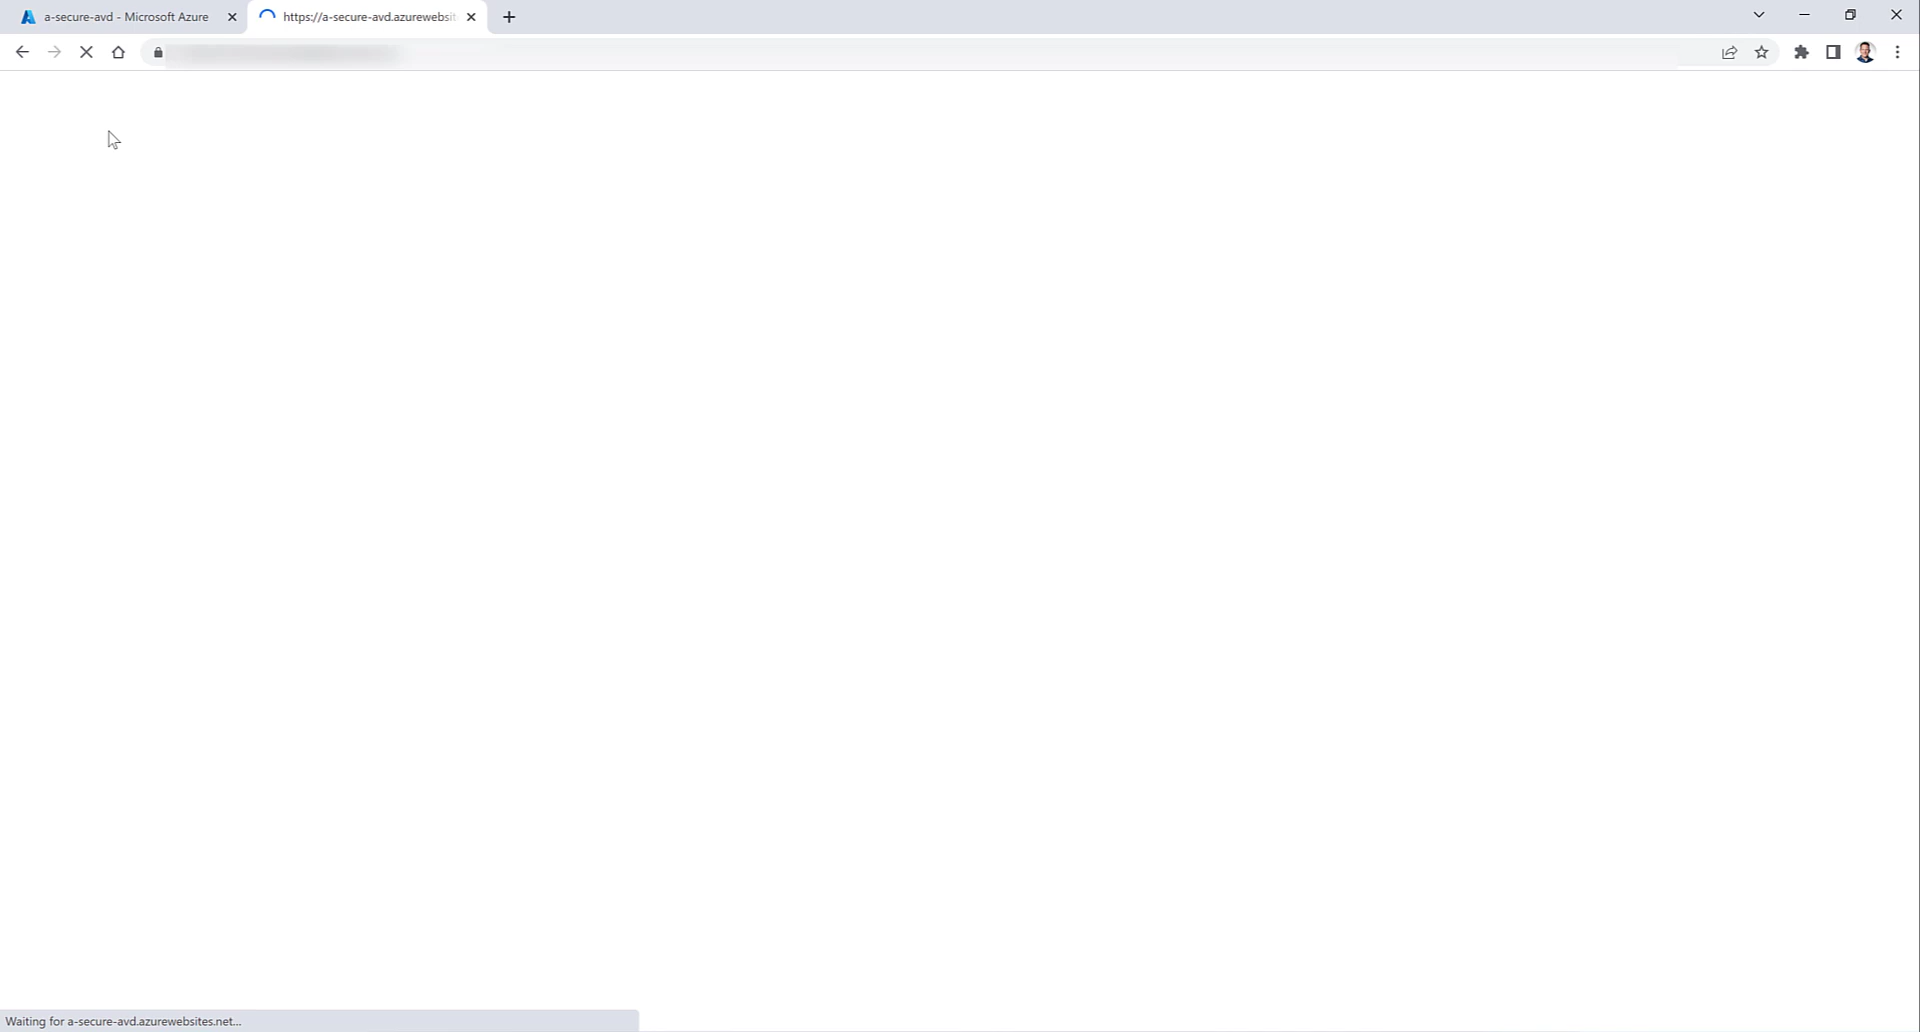 a-secure-avd - Microsoft Azure
https://a-secure-avd.azurewebsit
Waiting for a-secure-avd.azurewebsites.net...